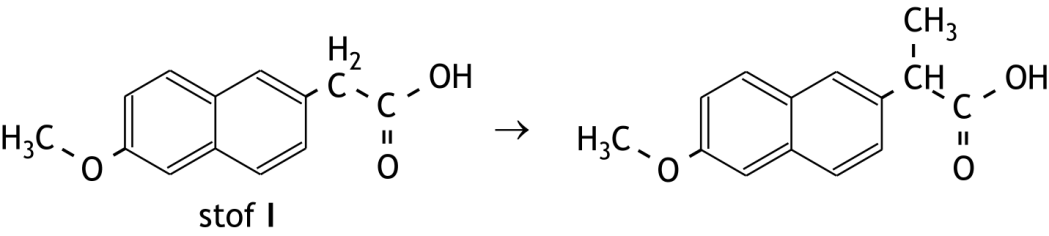 H₃C O H₂ C C OH O → H₃C O CH₃ CH C OH O
stof I